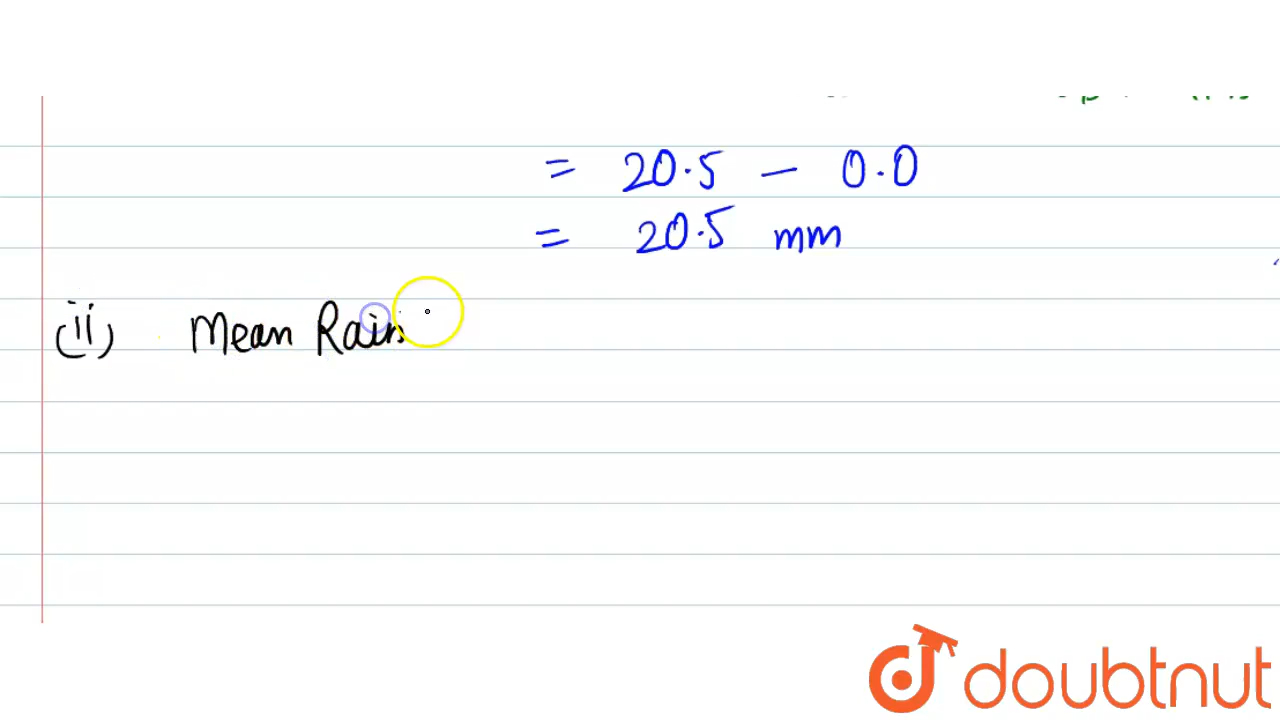 = 20.5 - 0.0
= 20.5 mm
(ii) Mean Rain
doubtnut